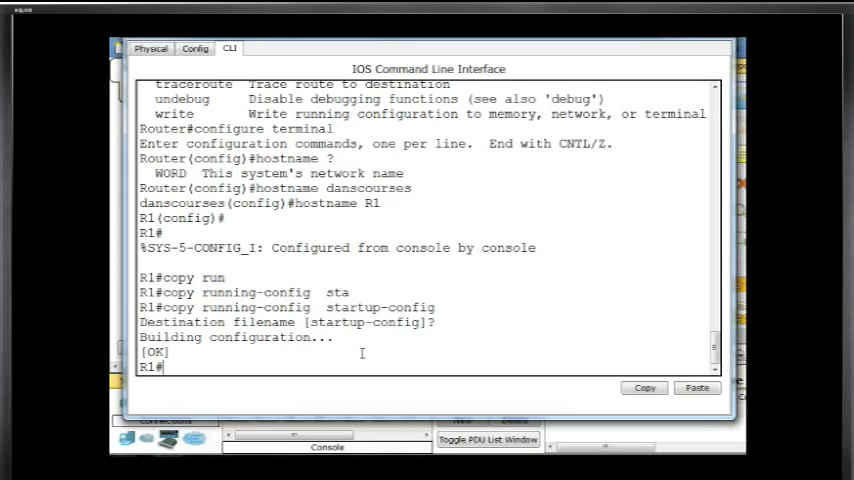 equos
Physical Config CLI
IOS Command Line Interface
traceroute  Trace route to destination
undebug     Disable debugging functions (see also 'debug')
write       Write running configuration to memory, network, or terminal
Router#configure terminal
Enter configuration commands, one per line.  End with CNTL/Z.
Router(config)#hostname ?
WORD  This system's network name
Router(config)#hostname danscourses
danscourses(config)#hostname R1
R1(config)#
R1#
%SYS-5-CONFIG_I: Configured from console by console
R1#copy run
R1#copy running-config  sta
R1#copy running-config  startup-config
Destination filename [startup-config]?
Building configuration...
[OK]
R1#
Copy Paste
Connections
New Delete
Toggle PDU List Window
Console